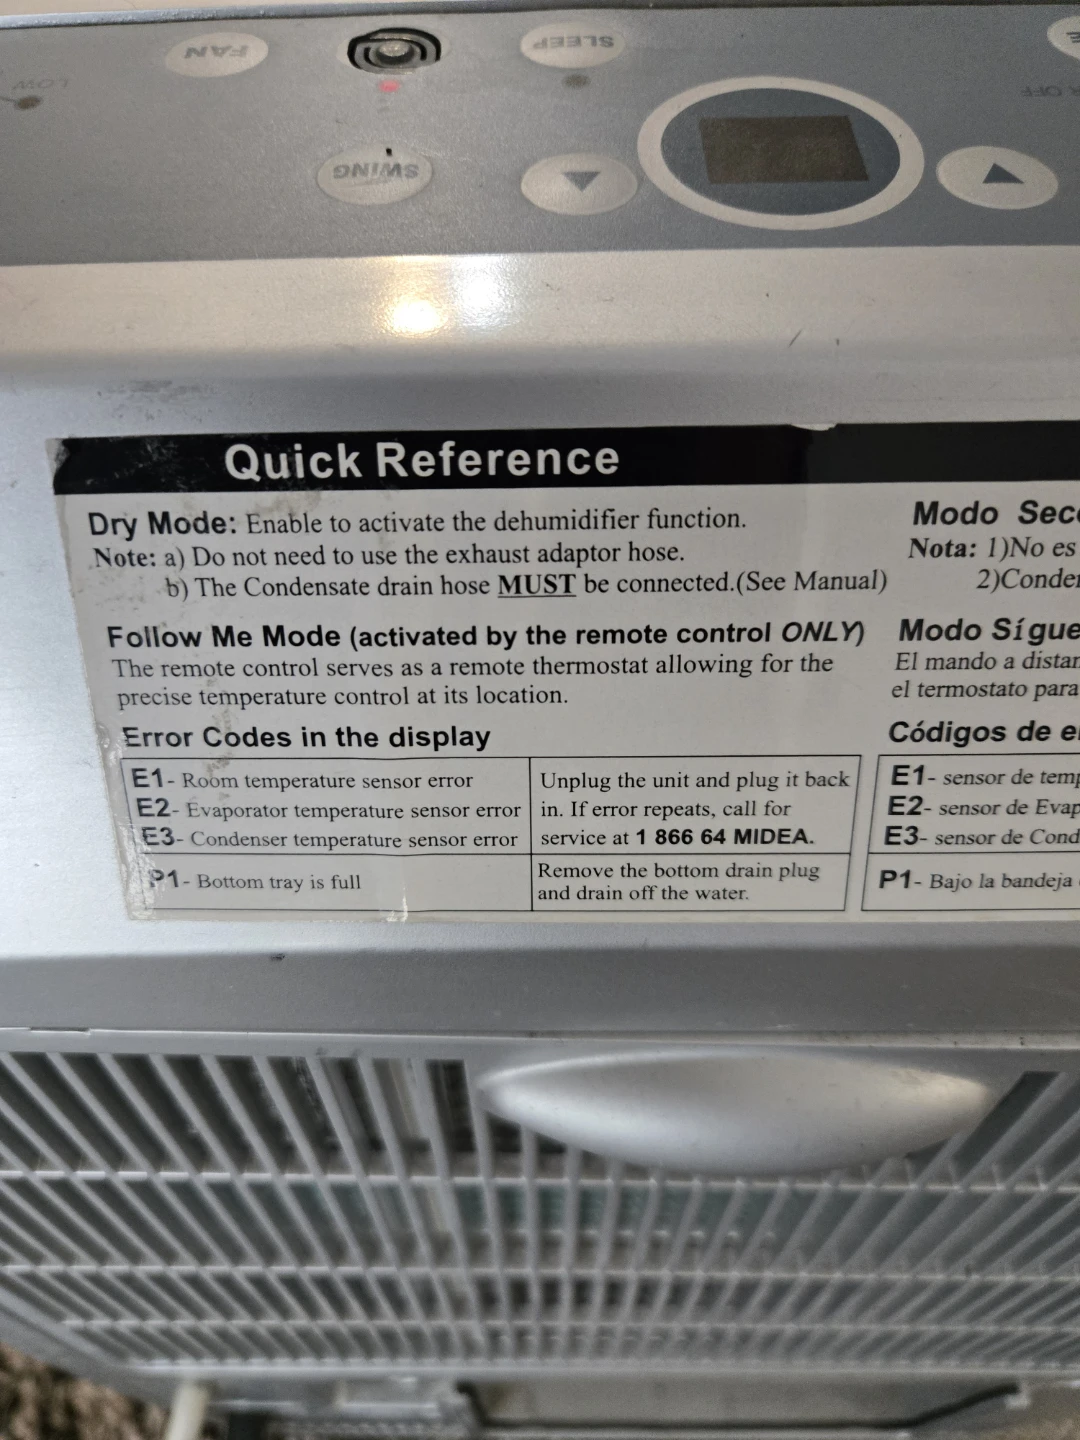 FAN
SLEEP
LOW
SWING
Quick Reference
Dry Mode: Enable to activate the dehumidifier function.
Note: a) Do not need to use the exhaust adaptor hose.
b) The Condensate drain hose MUST be connected.(See Manual)
Follow Me Mode (activated by the remote control ONLY)
The remote control serves as a remote thermostat allowing for the
precise temperature control at its location.
Error Codes in the display
E1- Room temperature sensor error
E2- Evaporator temperature sensor error
E3- Condenser temperature sensor error
Unplug the unit and plug it back
in. If error repeats, call for
service at 1 866 64 MIDEA.
P1- Bottom tray is full
Remove the bottom drain plug
and drain off the water.
Modo Sec
Nota: 1)No es
2)Conden
Modo Sígue
El mando a distan
el termostato para
Códigos de e
E1- sensor de temp
E2- sensor de Evap
E3- sensor de Cond
P1- Bajo la bandeja